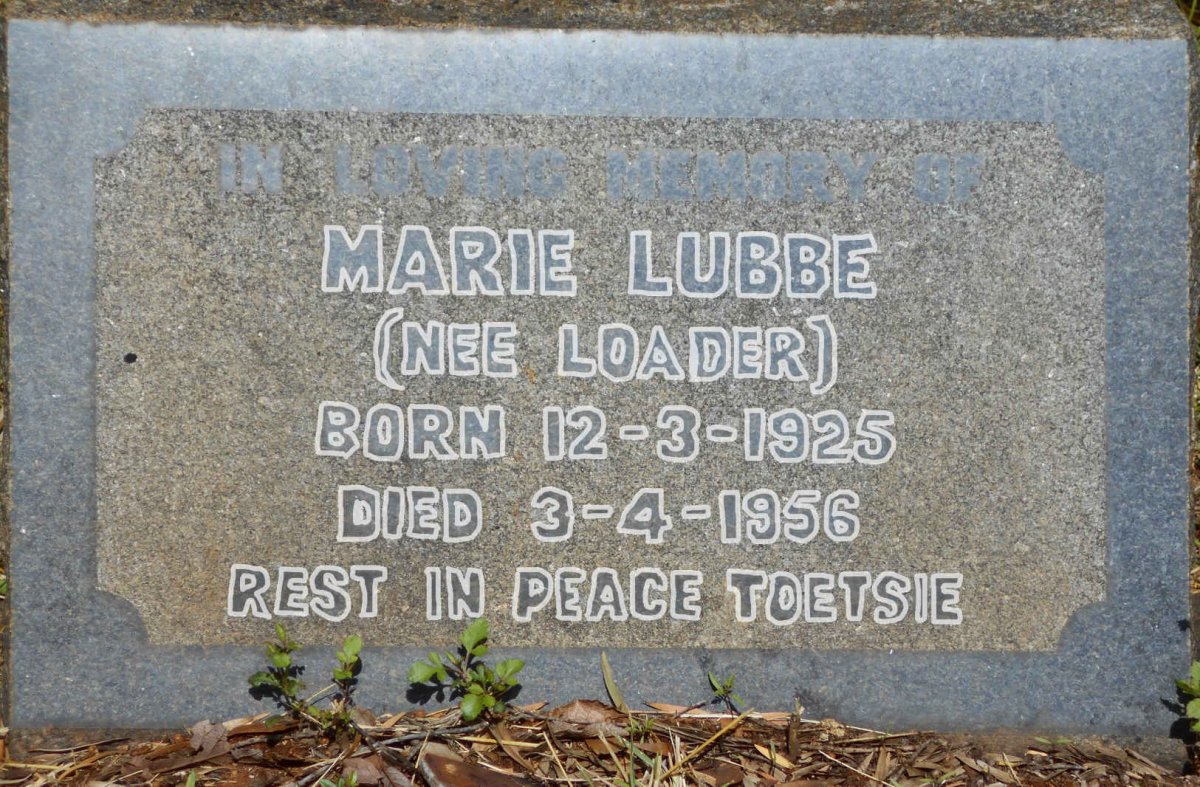 IN LOVING MEMORY OF
MARIE LUBBE
(NEE LOADER)
BORN 12-3-1925
DIED 3-4-1956
REST IN PEACE TOETSIE